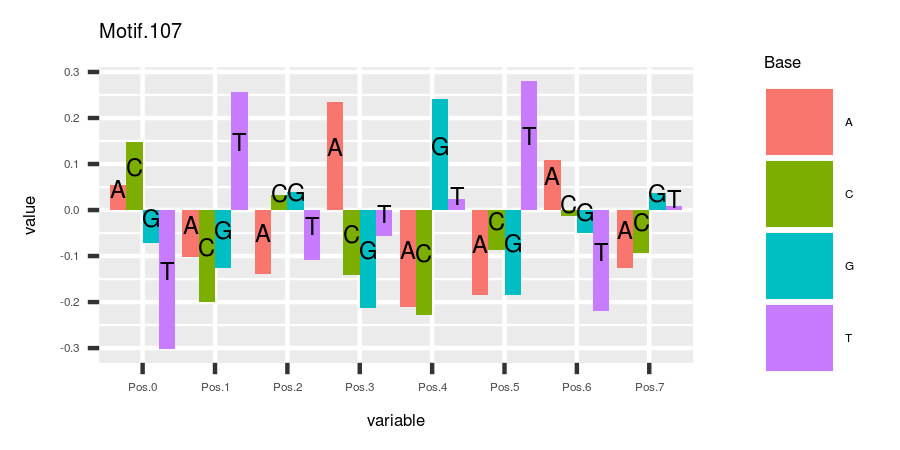 Motif.107
value
0.3
0.2
0.1
0.0
-0.1
-0.2
-0.3
A C G T A C G T A C G T A C G T A C G T A C G T A C G T A C G T
Pos.0 Pos.1 Pos.2 Pos.3 Pos.4 Pos.5 Pos.6 Pos.7
variable
Base
A
C
G
T